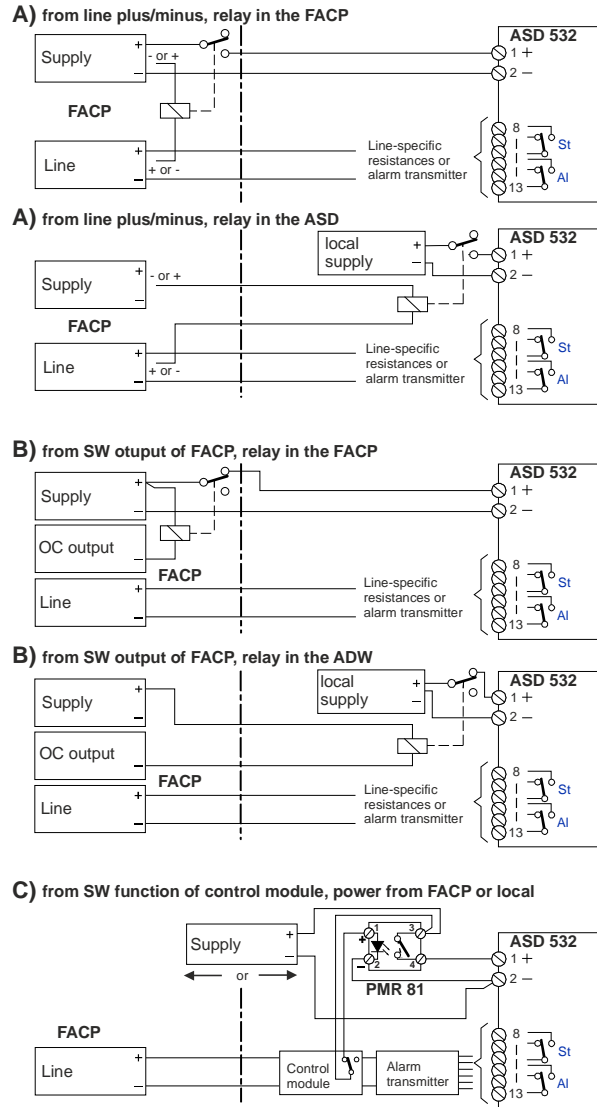 A) from line plus/minus, relay in the FACP
ASD 532
Supply
+
- or +
–
1 +
2 –
FACP
Line
+
+ or -
–
Line-specific
resistances or
alarm transmitter
8
St
Al
13
A) from line plus/minus, relay in the ASD
ASD 532
local
supply
+
–
1 +
2 –
Supply
+
- or +
–
FACP
Line
+
+ or -
–
Line-specific
resistances or
alarm transmitter
8
St
Al
13
B) from SW otuput of FACP, relay in the FACP
ASD 532
Supply
+
–
1 +
2 –
OC output
–
FACP
Line
+
–
Line-specific
resistances or
alarm transmitter
8
St
Al
13
B) from SW output of FACP, relay in the ADW
ASD 532
local
supply
+
–
1 +
2 –
Supply
+
–
OC output
–
FACP
Line
+
–
Line-specific
resistances or
alarm transmitter
8
St
Al
13
C) from SW function of control module, power from FACP or local
ASD 532
Supply
+
–
or
+
–
1
3
2
4
PMR 81
1 +
2 –
FACP
Line
+
–
Control
module
Alarm
transmitter
8
St
Al
13